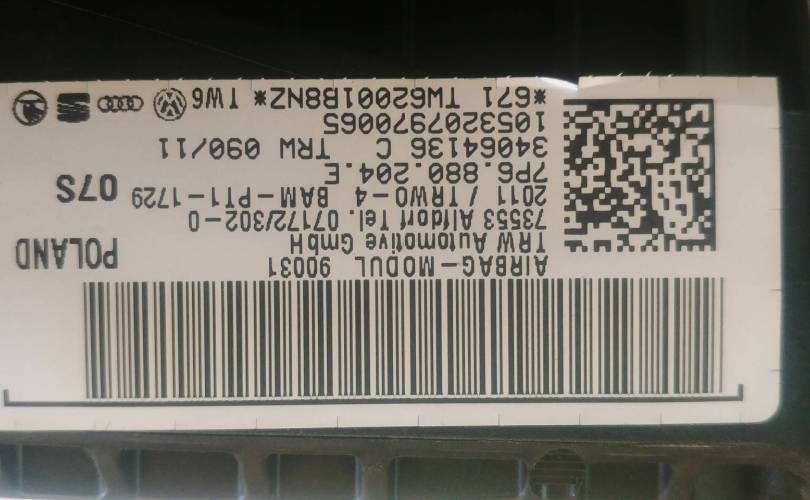 AIRBAG-MODUL 90031
TRW Automotive GmbH
73553 Alfdorf Tel. 07172/302-0
2011 / TRWO-4 BAM-PT1-1729
7P6.880.204.E
34064136 C TRW 090/11
1053207970065
*671 TW62001B8NZ* TW6
POLAND
07S